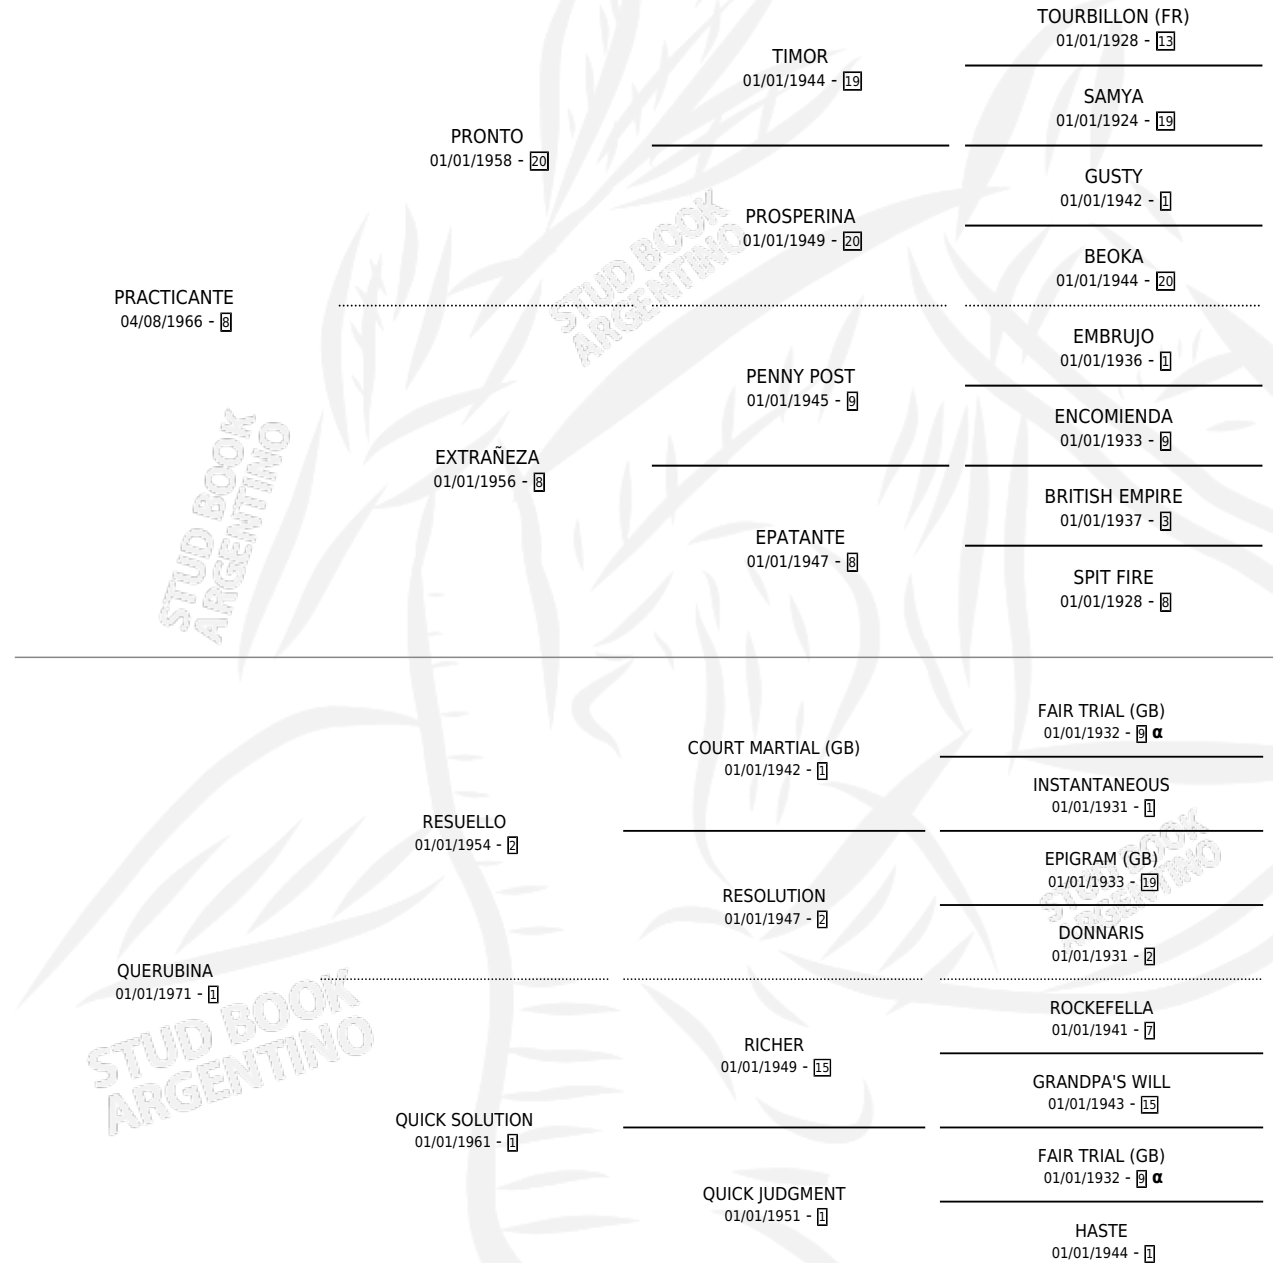 TOURBILLON (FR)
01/01/1928 - 13
TIMOR
01/01/1944 - 19
SAMYA
01/01/1924 - 19
PRONTO
01/01/1958 - 20
GUSTY
01/01/1942 - 1
PROSPERINA
01/01/1949 - 20
BEOKA
01/01/1944 - 20
PRACTICANTE
04/08/1966 - 8
EMBRUJO
01/01/1936 - 1
PENNY POST
01/01/1945 - 9
ENCOMIENDA
01/01/1933 - 9
EXTRAÑEZA
01/01/1956 - 8
BRITISH EMPIRE
01/01/1937 - 3
EPATANTE
01/01/1947 - 8
SPIT FIRE
01/01/1928 - 8
STUD BOOK
ARGENTINO
STUD BOOK
ARGENTINO
FAIR TRIAL (GB)
01/01/1932 - 9 α
COURT MARTIAL (GB)
01/01/1942 - 1
INSTANTANEOUS
01/01/1931 - 1
RESUELLO
01/01/1954 - 2
EPIGRAM (GB)
01/01/1933 - 19
RESOLUTION
01/01/1947 - 2
DONNARIS
01/01/1931 - 2
QUERUBINA
01/01/1971 - 1
ROCKEFELLA
01/01/1941 - 7
RICHER
01/01/1949 - 15
GRANDPA'S WILL
01/01/1943 - 15
QUICK SOLUTION
01/01/1961 - 1
FAIR TRIAL (GB)
01/01/1932 - 9 α
QUICK JUDGMENT
01/01/1951 - 1
HASTE
01/01/1944 - 1
STUD BOOK
ARGENTINO
STUD BOOK
ARGENTINO